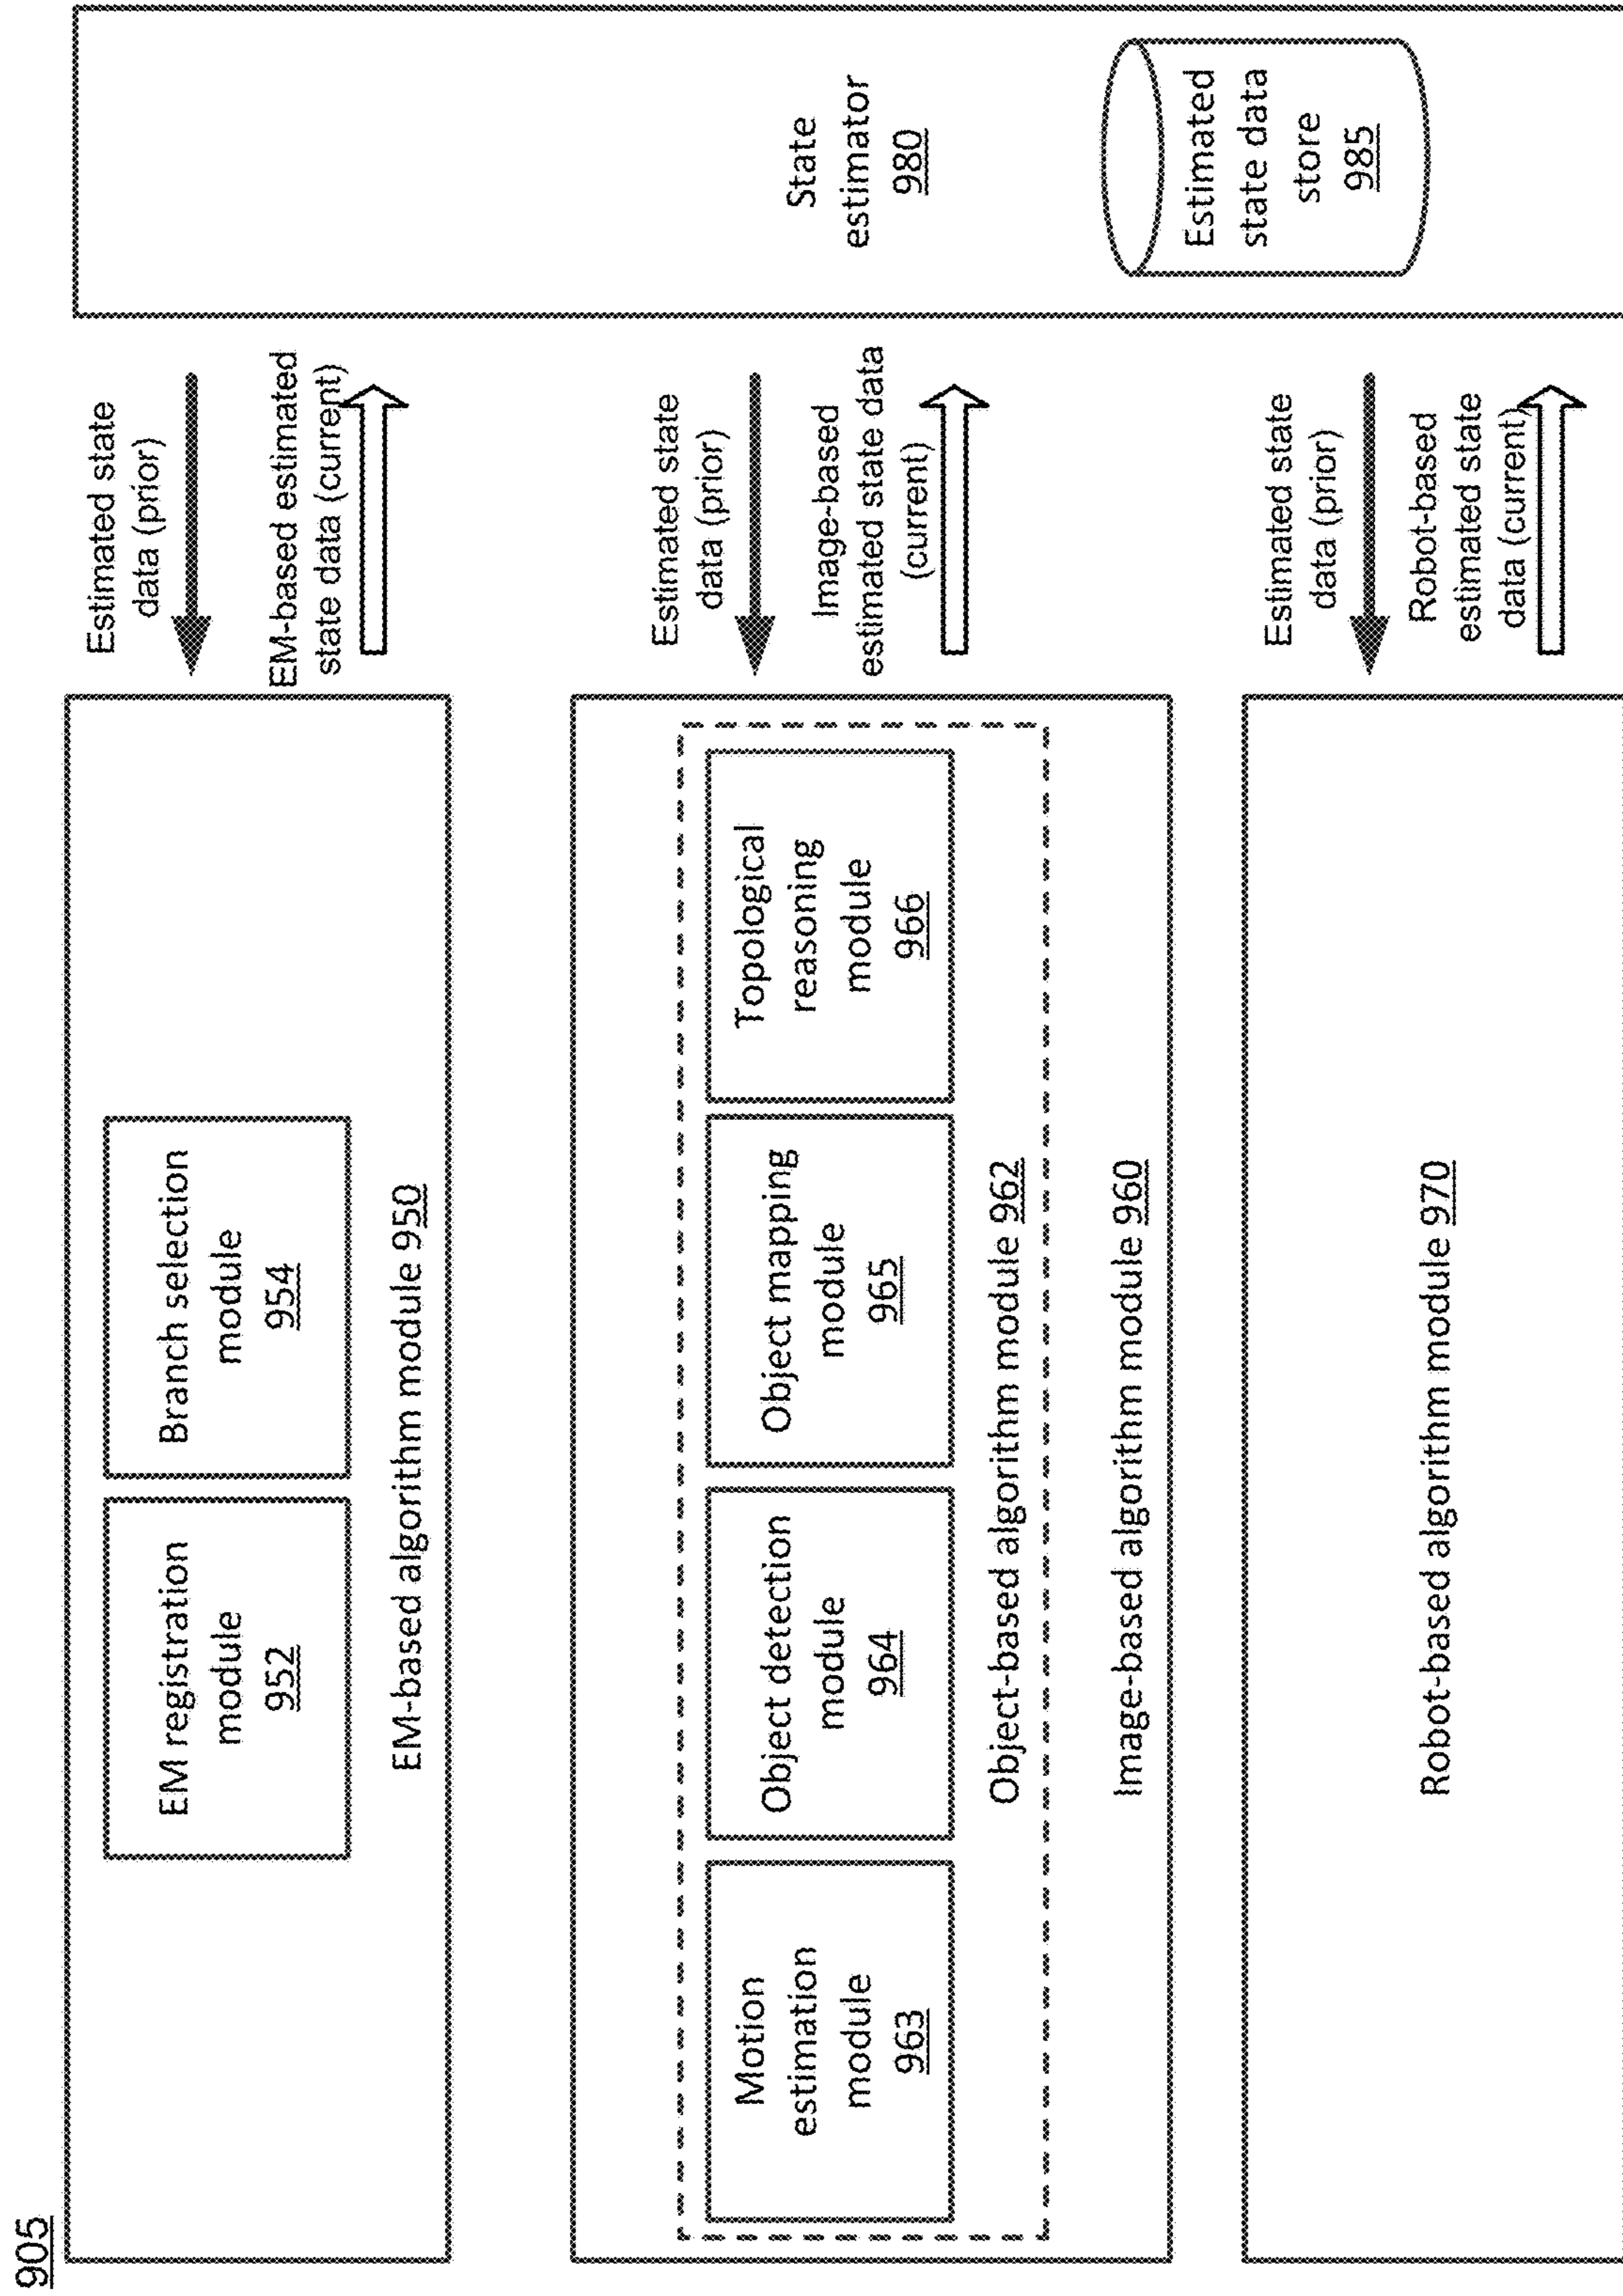 905
EM registration
module
952
Branch selection
module
954
EM-based algorithm module 950
Estimated state
data (prior)
EM-based estimated
state data (current)
Motion
estimation
module
963
Object detection
module
964
Object mapping
module
965
Topological
reasoning
module
966
Object-based algorithm module 962
Image-based algorithm module 960
Estimated state
data (prior)
Image-based
estimated state data
(current)
Robot-based algorithm module 970
Estimated state
data (prior)
Robot-based
estimated state
data (current)
State
estimator
980
Estimated
state data
store
985